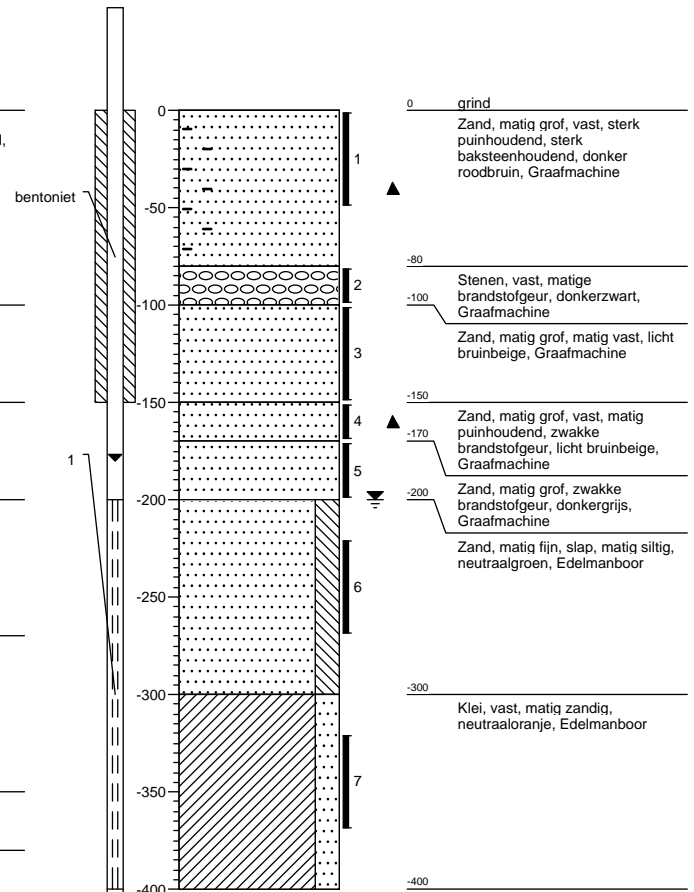 0
-50
-100
-150
-200
-250
-300
-350
-400
bentoniet
1
1
2
3
4
5
6
7
0
grind
Zand, matig grof, vast, sterk
puinhoudend, sterk
baksteenhoudend, donker
roodbruin, Graafmachine
-80
Stenen, vast, matige
brandstofgeur, donkerzwart,
Graafmachine
-100
Zand, matig grof, matig vast, licht
bruinbeige, Graafmachine
-150
Zand, matig grof, vast, matig
puinhoudend, zwakke
brandstofgeur, licht bruinbeige,
Graafmachine
-170
Zand, matig grof, zwakke
brandstofgeur, donkergrijs,
Graafmachine
-200
Zand, matig fijn, slap, matig siltig,
neutraalgroen, Edelmanboor
-300
Klei, vast, matig zandig,
neutraaloranje, Edelmanboor
-400